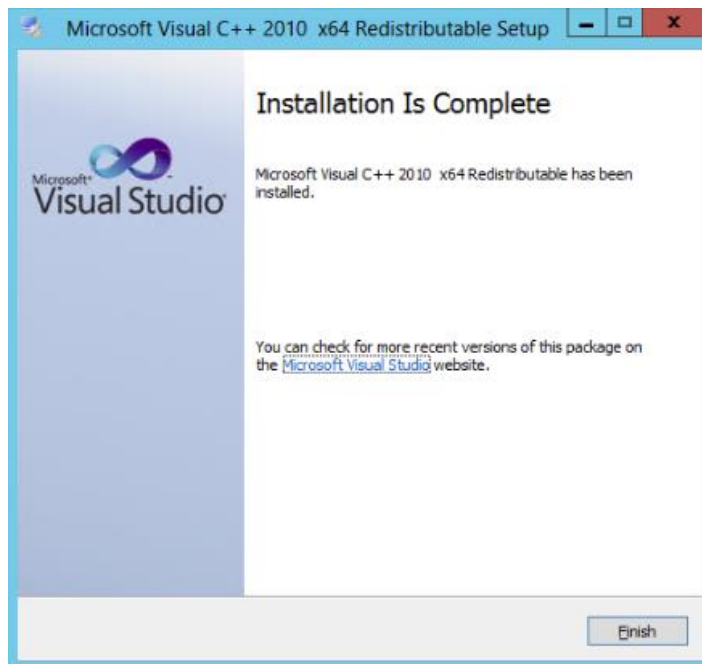 Microsoft Visual C++ 2010  x64 Redistributable Setup
Installation Is Complete
Microsoft Visual C++ 2010  x64 Redistributable has been
installed.
Microsoft®
Visual Studio®
You can check for more recent versions of this package on
the Microsoft Visual Studio website.
Finish